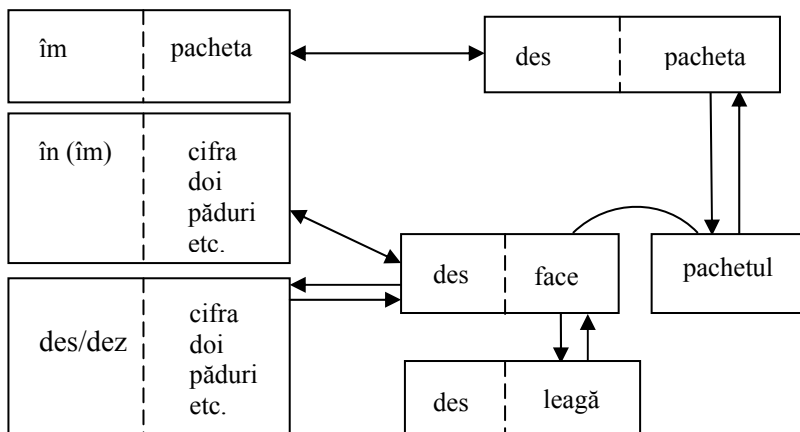 îm pacheta
des pacheta
în (îm)
cifra
doi
păduri
etc.
des face
pachetul
des/dez
cifra
doi
păduri
etc.
des leagă